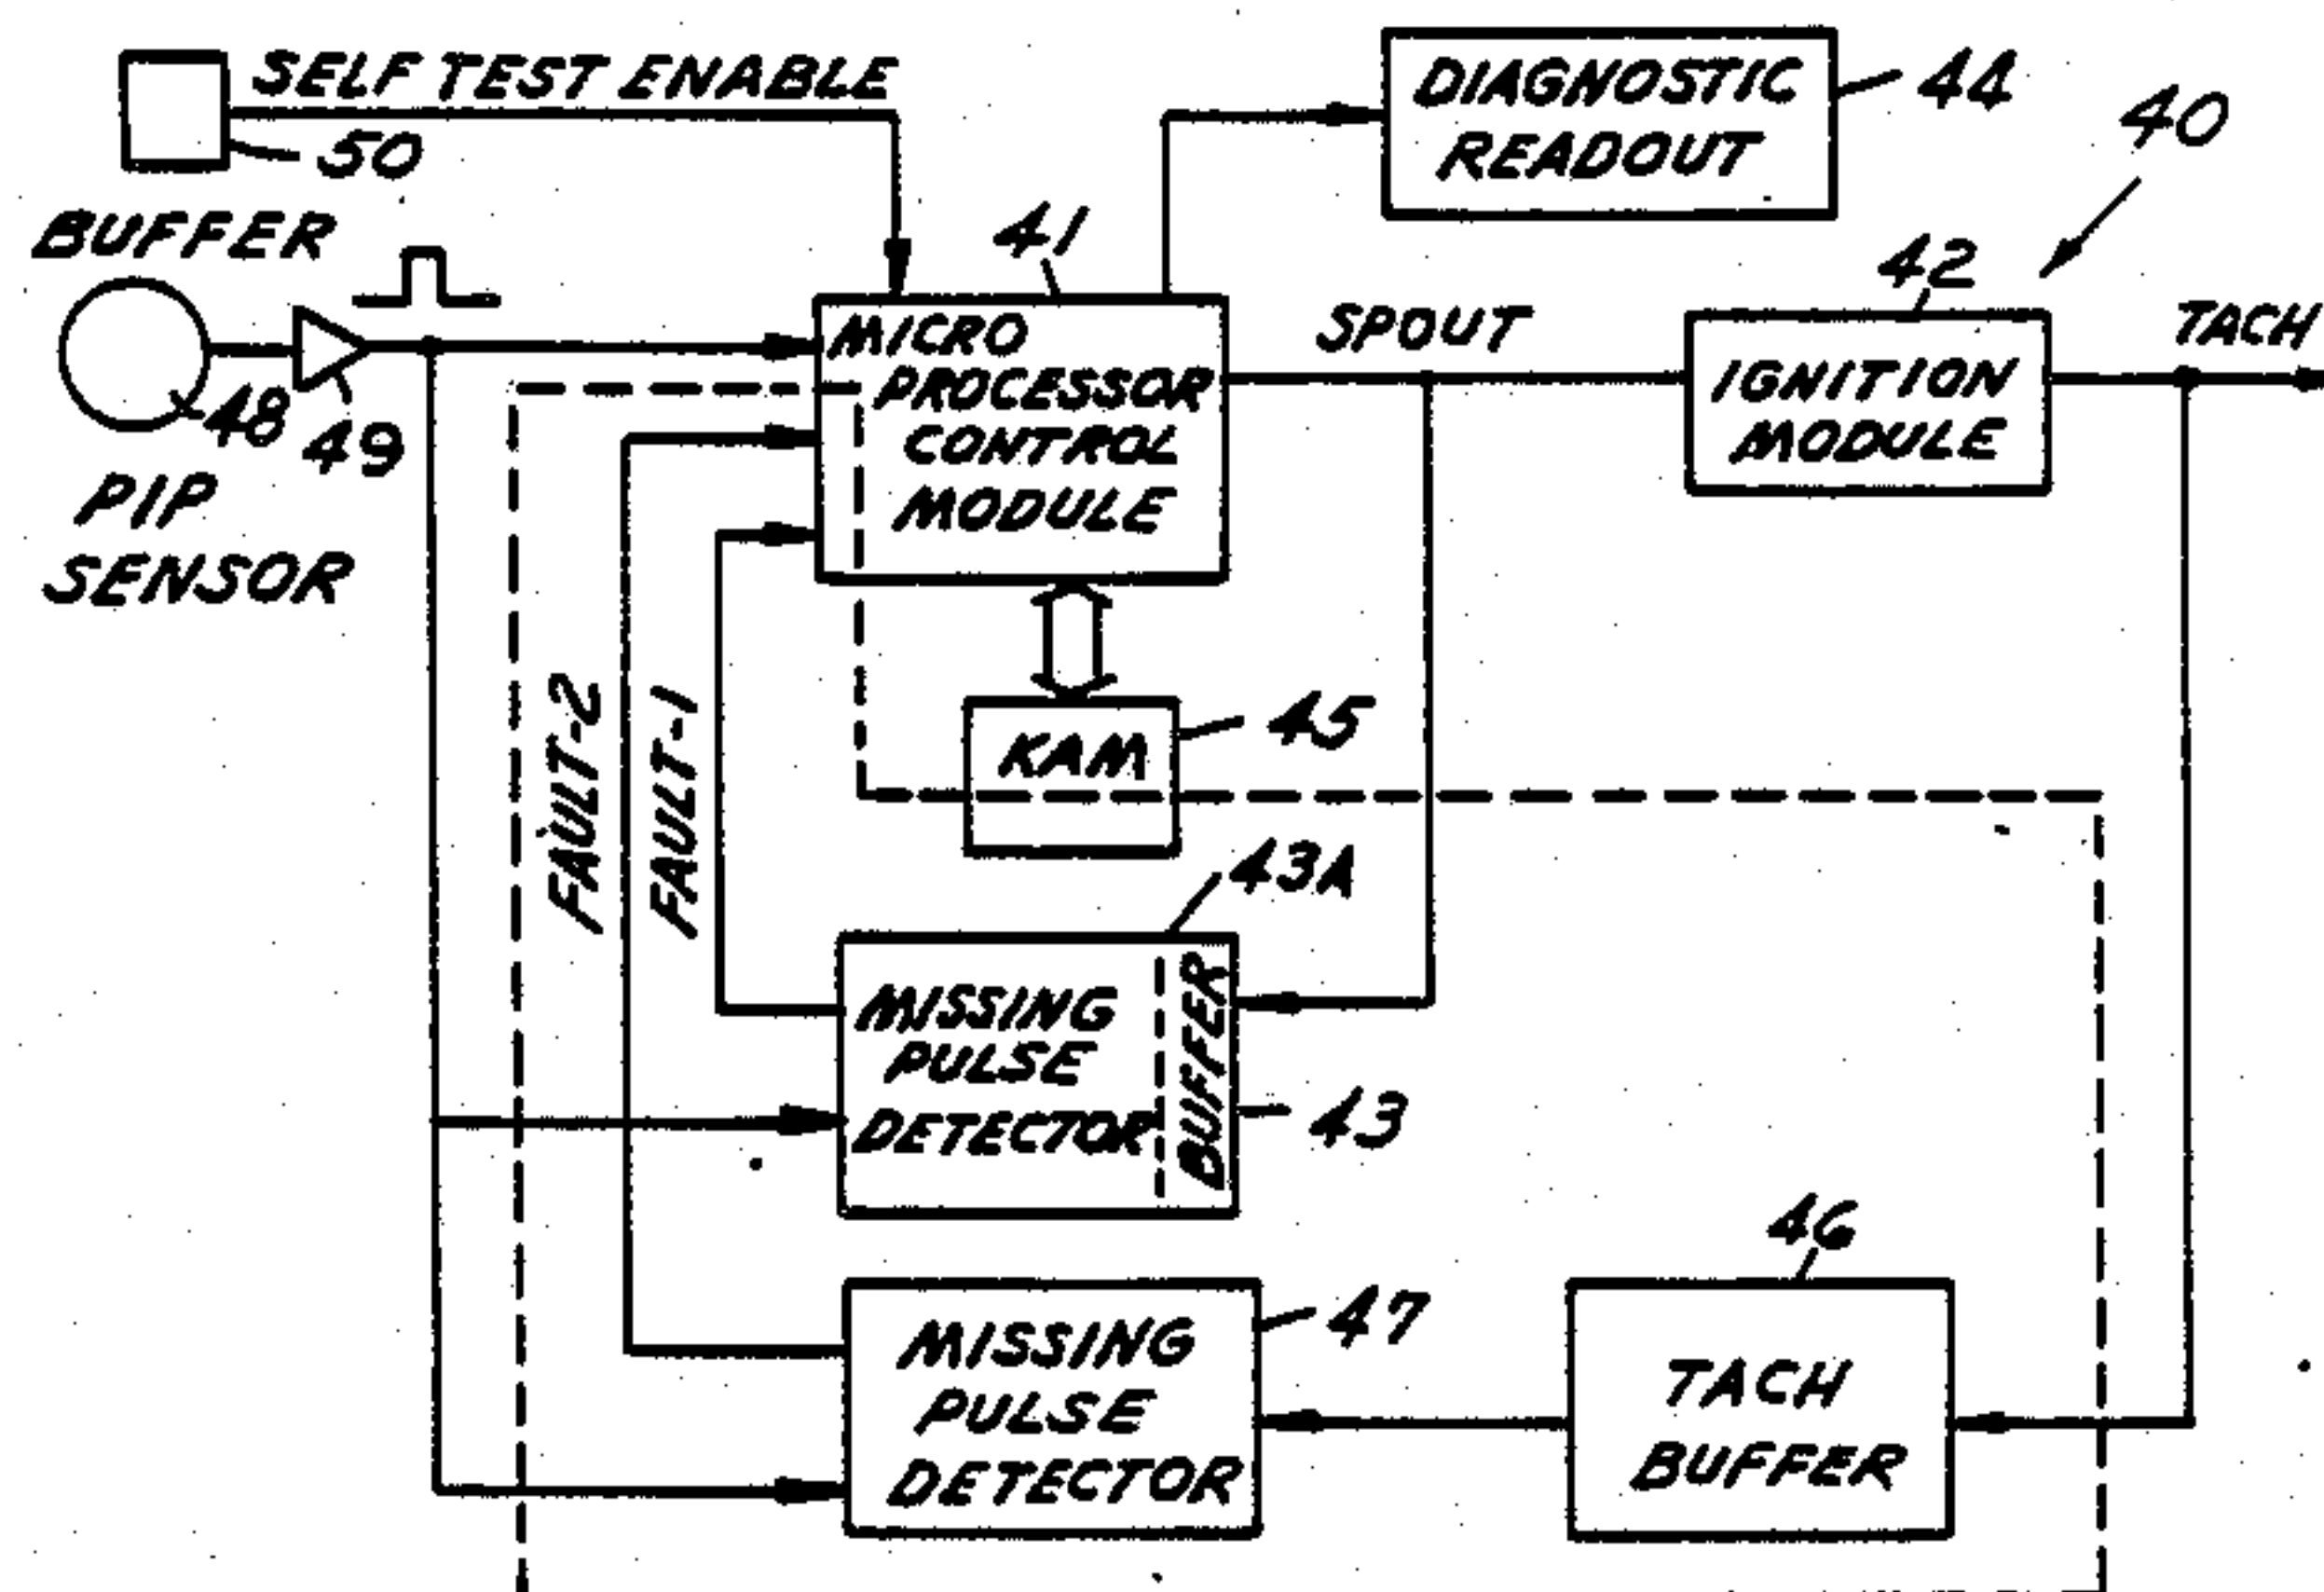 SELF TEST ENABLE
50
DIAGNOSTIC
READOUT
44
40
BUFFER
48
49
PIP
SENSOR
41
MICRO
PROCESSOR
CONTROL
MODULE
SPOUT
42
IGNITION
MODULE
TACH
FAULT-2
FAULT-1
KAM
45
43A
MISSING
PULSE
DETECTOR
BUFFER
43
47
MISSING
PULSE
DETECTOR
46
TACH
BUFFER